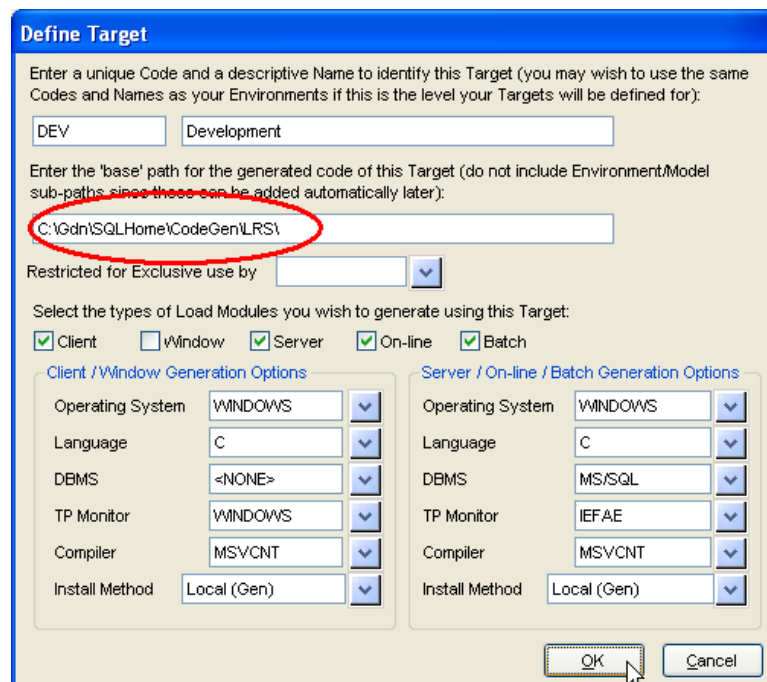 Define Target
Enter a unique Code and a descriptive Name to identify this Target (you may wish to use the same
Codes and Names as your Environments if this is the level your Targets will be defined for):
DEV Development
Enter the 'base' path for the generated code of this Target (do not include Environment/Model
sub-paths since these can be added automatically later):
C:\Gdn\SQLHome\CodeGen\LRS\
Restricted for Exclusive use by
Select the types of Load Modules you wish to generate using this Target:
Client Window Server On-line Batch
Client / Window Generation Options Server / On-line / Batch Generation Options
Operating System WINDOWS Operating System WINDOWS
Language C Language C
DBMS <NONE> DBMS MS/SQL
TP Monitor WINDOWS TP Monitor IEFAE
Compiler MSVCNT Compiler MSVCNT
Install Method Local (Gen) Install Method Local (Gen)
OK Cancel